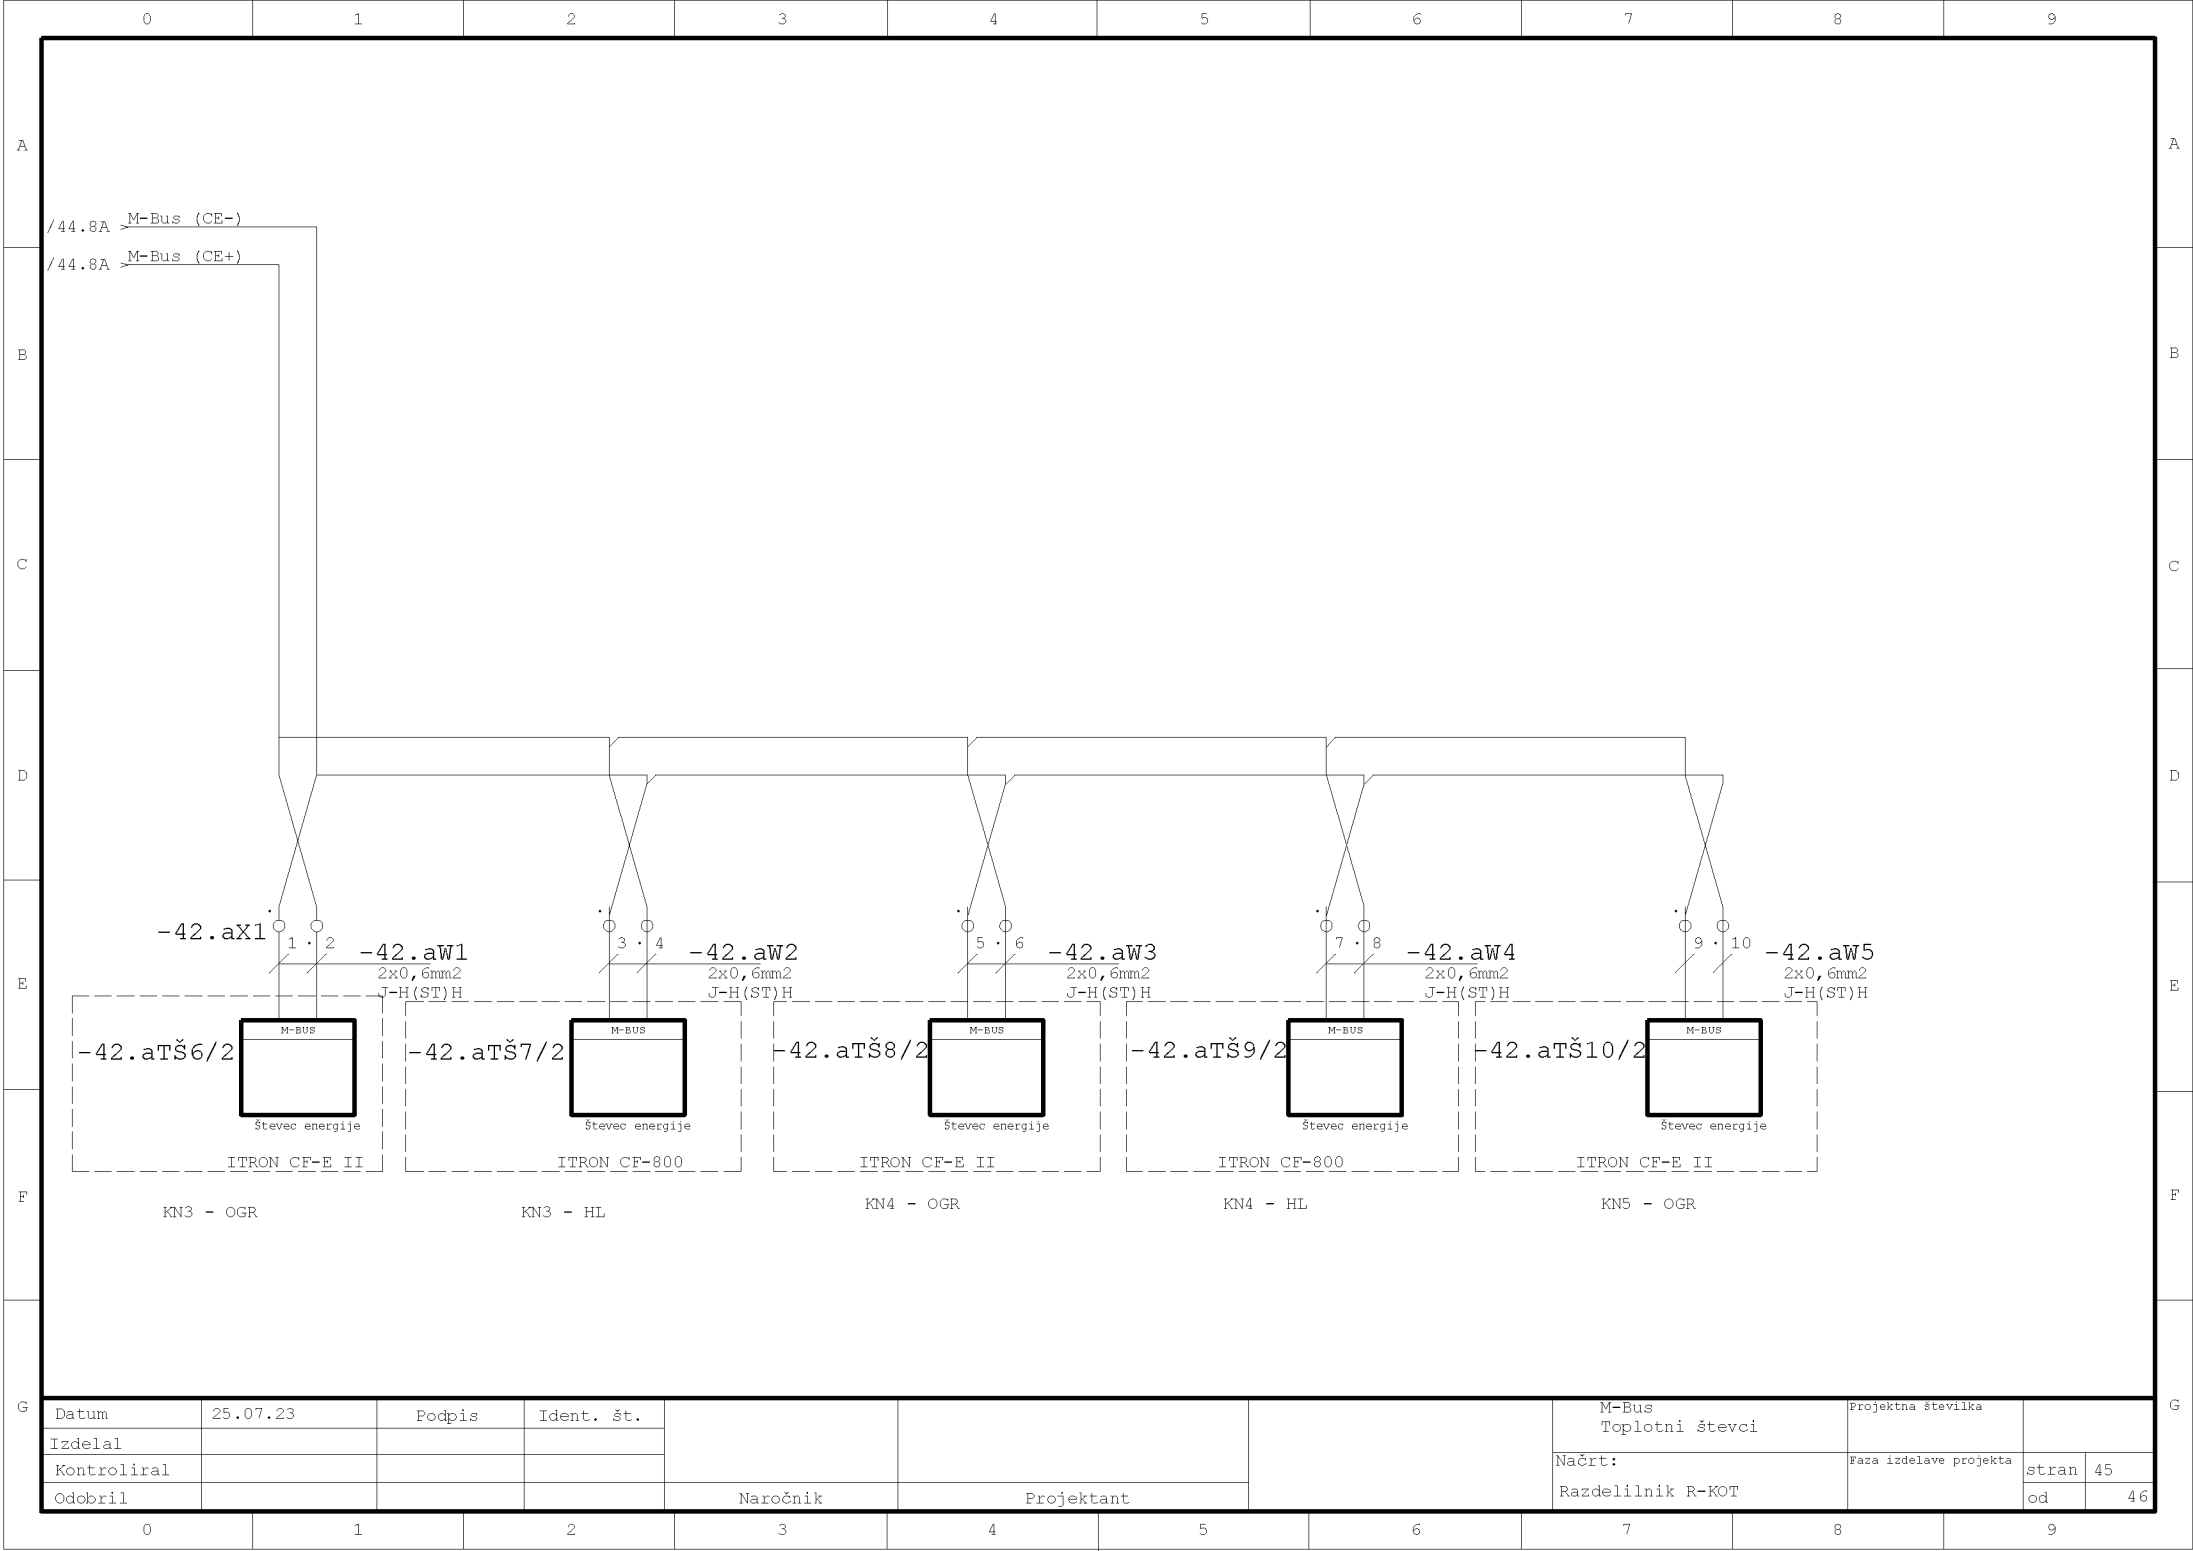 0 1 2 3 4 5 6 7 8 9
A A
/44.8A > M-Bus (CE-)
/44.8A > M-Bus (CE+)
B B
C C
D D
-42.aX1 1 2 3 4 5 6 7 8 9 10
-42.aW1 -42.aW2 -42.aW3 -42.aW4 -42.aW5
2x0,6mm2 2x0,6mm2 2x0,6mm2 2x0,6mm2 2x0,6mm2
E E
J-H(ST)H J-H(ST)H J-H(ST)H J-H(ST)H J-H(ST)H
M-BUS M-BUS M-BUS M-BUS M-BUS
-42.aTŠ6/2 -42.aTŠ7/2 -42.aTŠ8/2 -42.aTŠ9/2 -42.aTŠ10/2
Števec energije Števec energije Števec energije Števec energije Števec energije
ITRON CF-E II ITRON CF-800 ITRON CF-E II ITRON CF-800 ITRON CF-E II
F F
KN3 - OGR KN3 - HL KN4 - OGR KN4 - HL KN5 - OGR
G G
Datum 25.07.23 Podpis Ident. št.
Izdelal
Kontroliral
Odobril
Naročnik Projektant
M-Bus
Toplotni števci
Načrt:
Razdelilnik R-KOT
Projektna številka
Faza izdelave projekta
stran 45
od 46
0 1 2 3 4 5 6 7 8 9